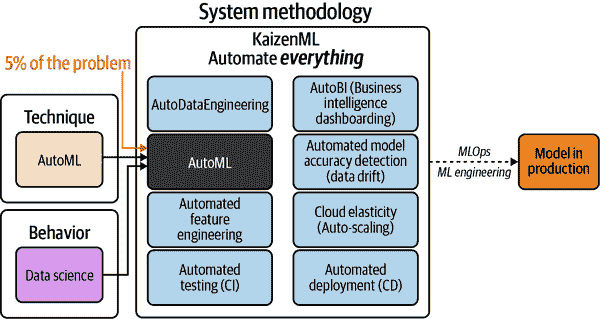 System methodology
KaizenML
Automate everything
5% of the problem
Technique
AutoML
Behavior
Data science
AutoDataEngineering
AutoBI (Business
intelligence
dashboarding)
AutoML
Automated model
accuracy detection
(data drift)
Automated
feature
engineering
Cloud elasticity
(Auto-scaling)
Automated
testing (CI)
Automated
deployment (CD)
MLOps
ML engineering
Model in
production